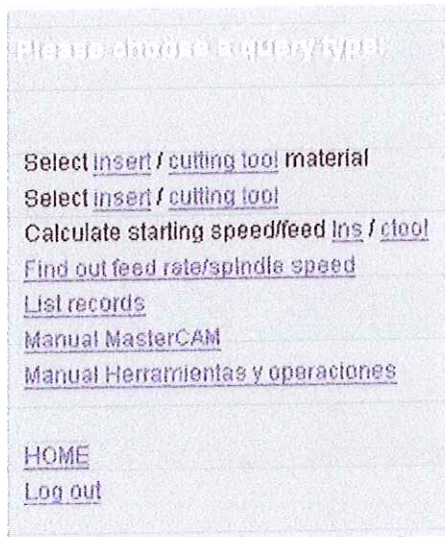 Please choose a query type:
Select insert / cutting tool material
Select insert / cutting tool
Calculate starting speed/feed Ins / ctool
Find out feed rate/spindle speed
List records
Manual MasterCAM
Manual Herramientas y operaciones
HOME
Log out